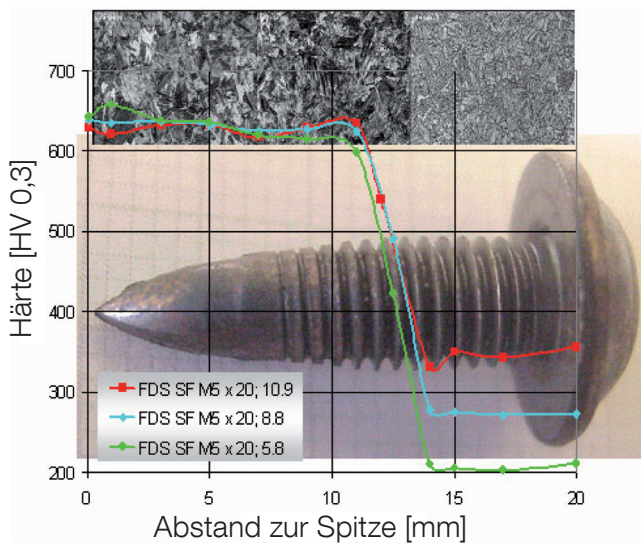 700
600
500
400
300
200
Härte [HV 0,3]
FDS SF M5 x 20; 10.9
FDS SF M5 x 20; 8.8
FDS SF M5 x 20; 5.8
0 5 10 15 20
Abstand zur Spitze [mm]